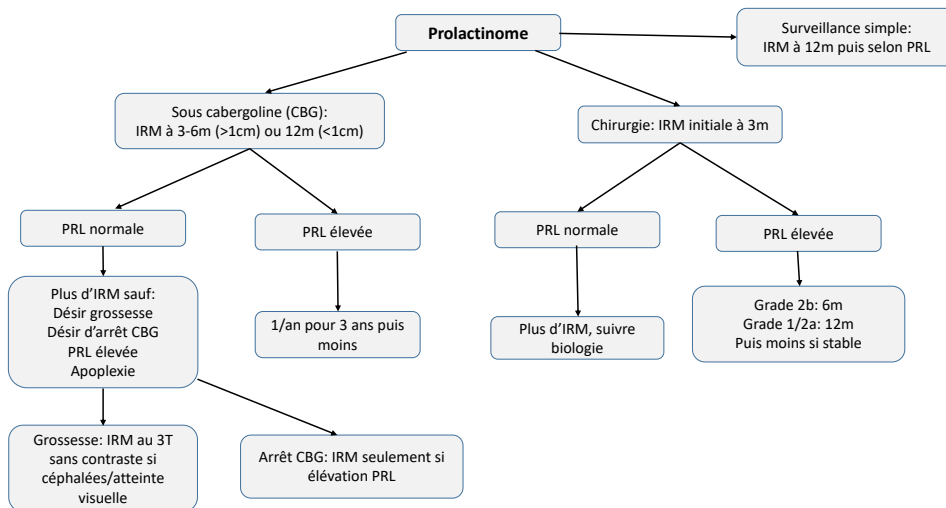 Prolactinome
Surveillance simple:
IRM à 12m puis selon PRL
Sous cabergoline (CBG):
IRM à 3-6m (>1cm) ou 12m (<1cm)
Chirurgie: IRM initiale à 3m
PRL normale
PRL élevée
PRL normale
PRL élevée
Plus d’IRM sauf:
Désir grossesse
Désir d’arrêt CBG
PRL élevée
Apoplexie
1/an pour 3 ans puis
moins
Plus d’IRM, suivre
biologie
Grade 2b: 6m
Grade 1/2a: 12m
Puis moins si stable
Grossesse: IRM au 3T
sans contraste si
céphalées/atteinte
visuelle
Arrêt CBG: IRM seulement si
élévation PRL